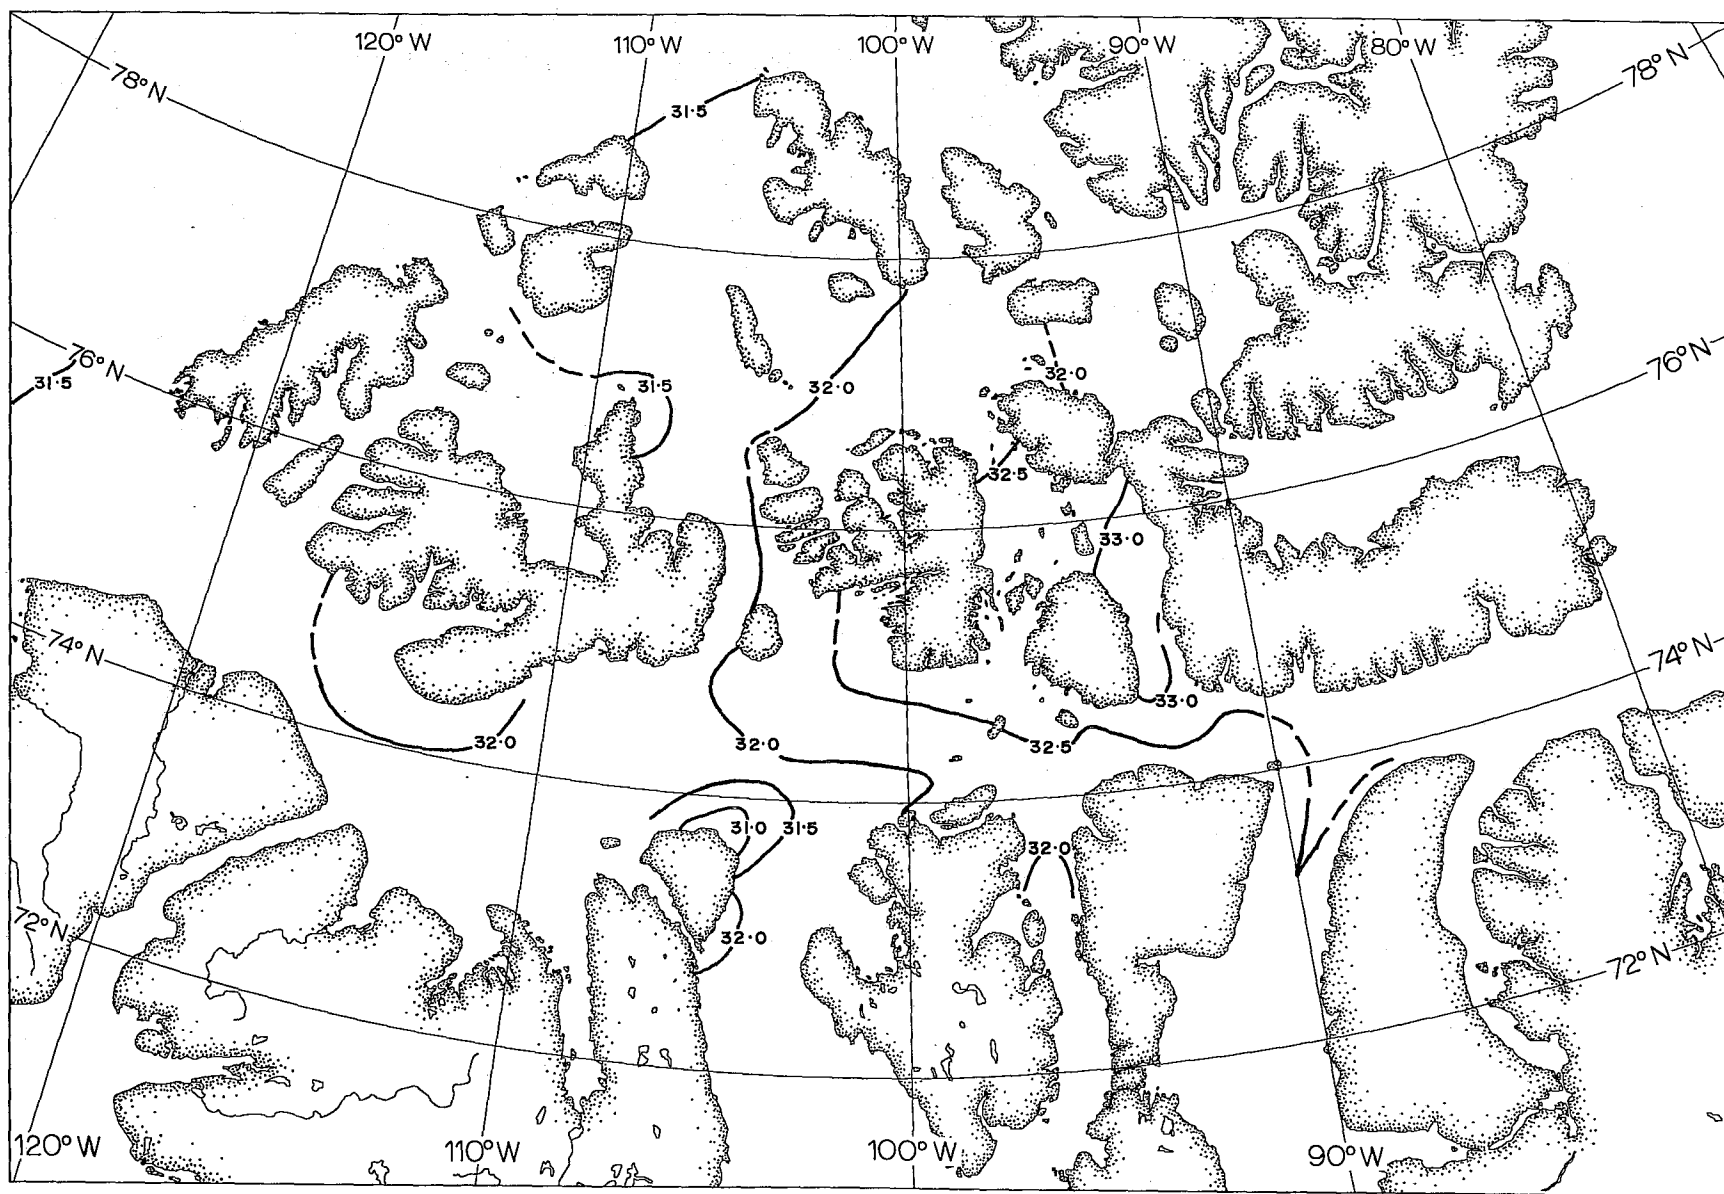 120° W 110° W 100° W 90° W 80° W
78° N 78° N
31·5
76° N 76° N
31·5 31·5 32·0 32·0
32·5
33·0
74° N 74° N
33·0
32·0 32·0 32·5
31·0 31·5
32·0
72° N 72° N
32·0
120° W 110° W 100° W 90° W